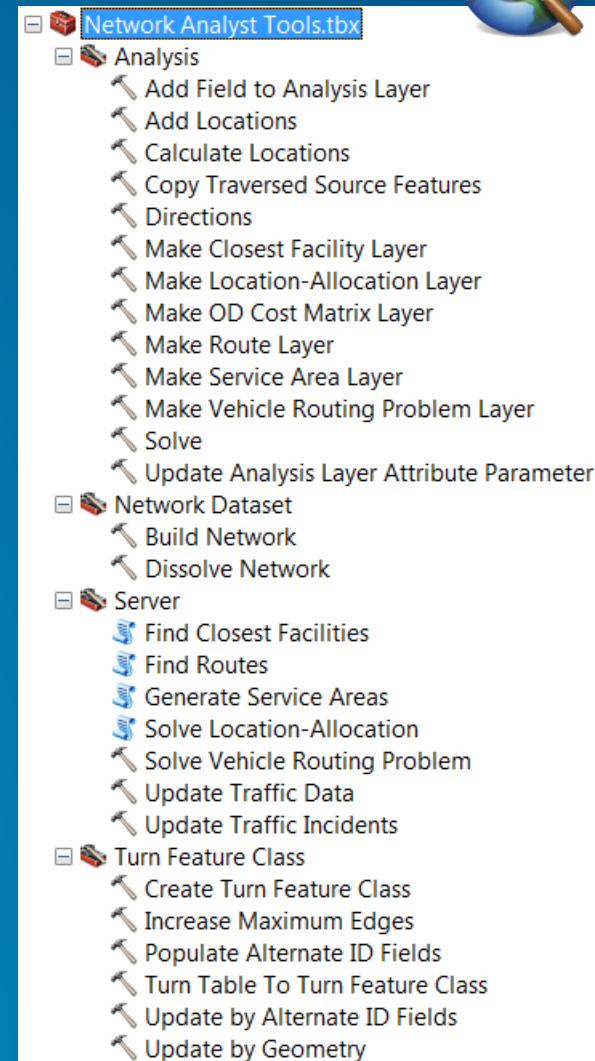 Network Analyst Tools.tbx
Analysis
Add Field to Analysis Layer
Add Locations
Calculate Locations
Copy Traversed Source Features
Directions
Make Closest Facility Layer
Make Location-Allocation Layer
Make OD Cost Matrix Layer
Make Route Layer
Make Service Area Layer
Make Vehicle Routing Problem Layer
Solve
Update Analysis Layer Attribute Parameter
Network Dataset
Build Network
Dissolve Network
Server
Find Closest Facilities
Find Routes
Generate Service Areas
Solve Location-Allocation
Solve Vehicle Routing Problem
Update Traffic Data
Update Traffic Incidents
Turn Feature Class
Create Turn Feature Class
Increase Maximum Edges
Populate Alternate ID Fields
Turn Table To Turn Feature Class
Update by Alternate ID Fields
Update by Geometry